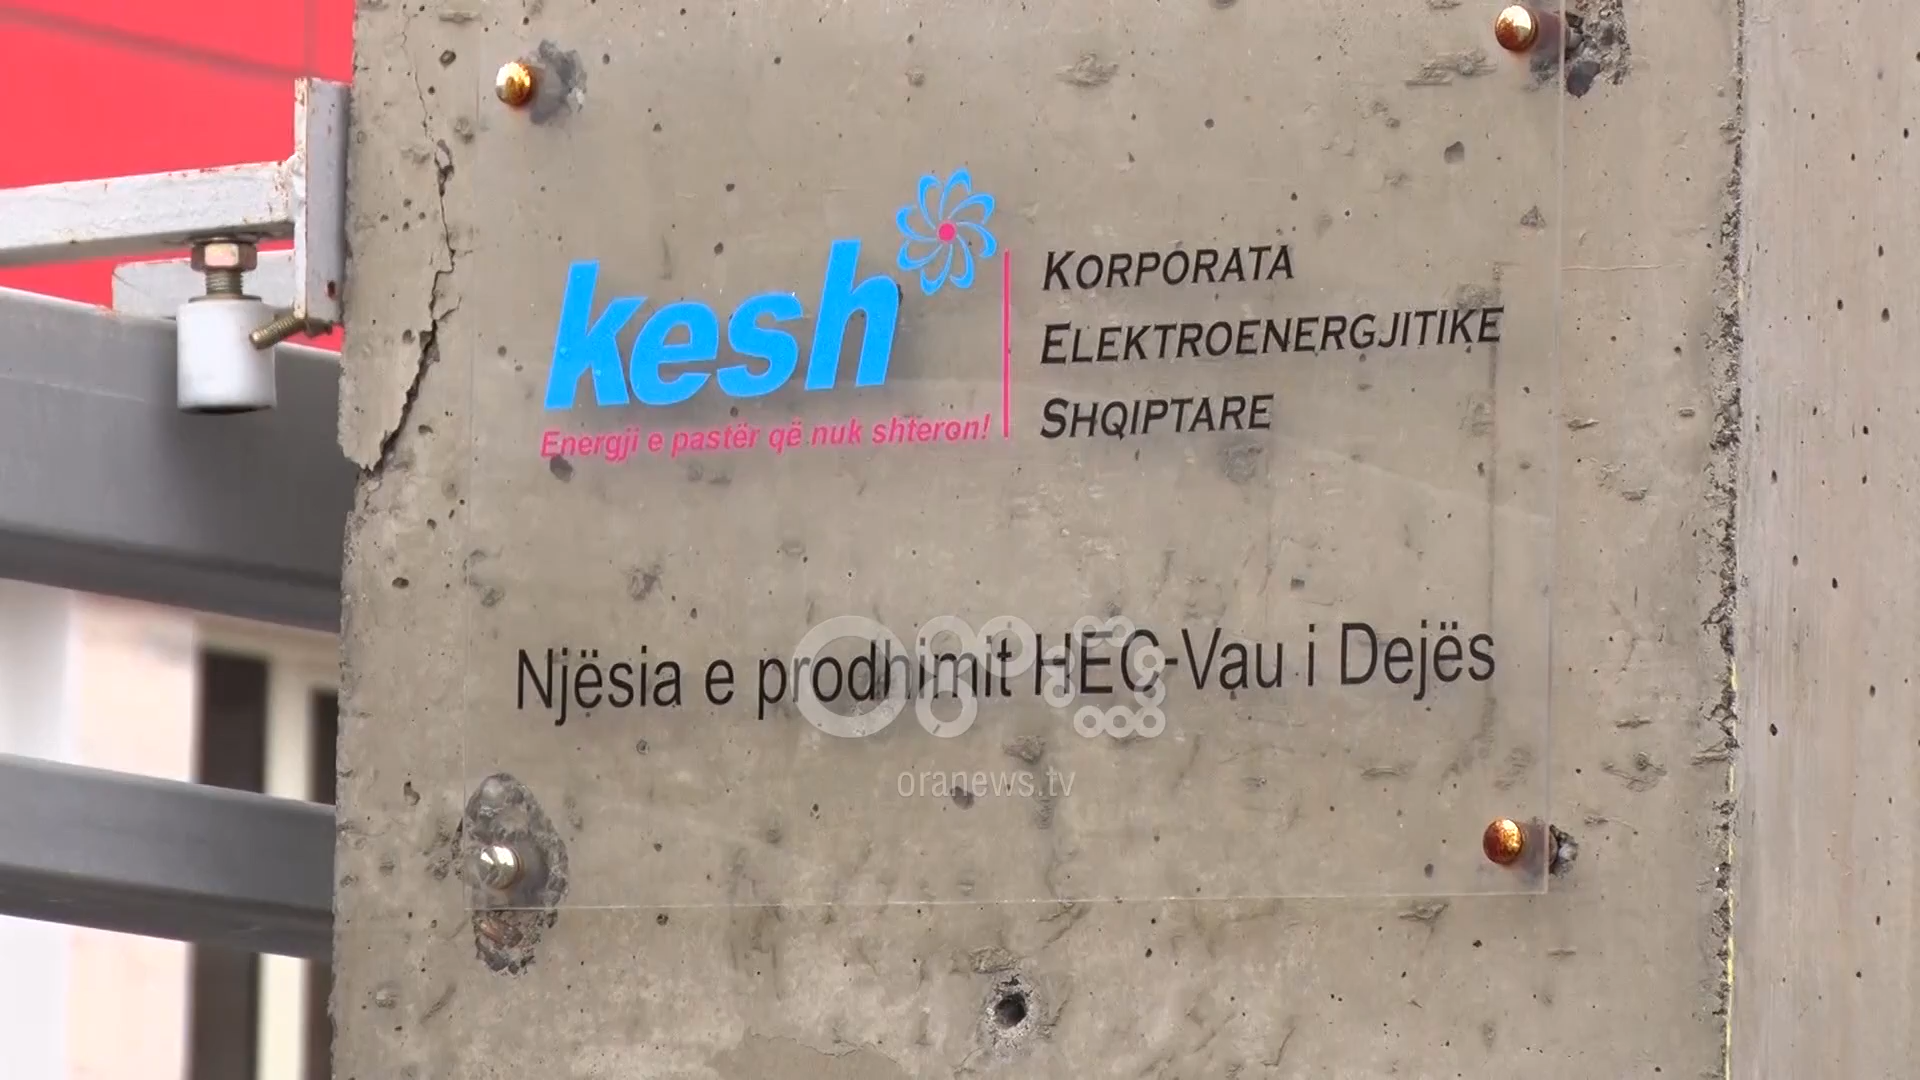 kesh
Energji e pastër që nuk shteron!
KORPORATA
ELEKTROENERGJITIKE
SHQIPTARE
Njësia e prodhimit HEC-Vau i Dejës
oranews.tv